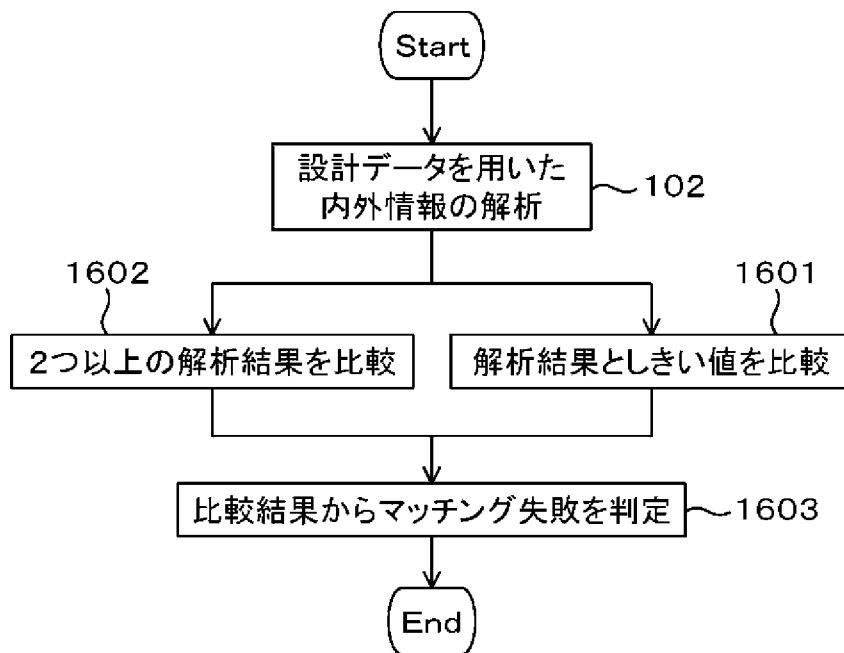 Start
設計データを用いた
内外情報の解析
102
1602
1601
2つ以上の解析結果を比較
解析結果としきい値を比較
比較結果からマッチング失敗を判定
1603
End